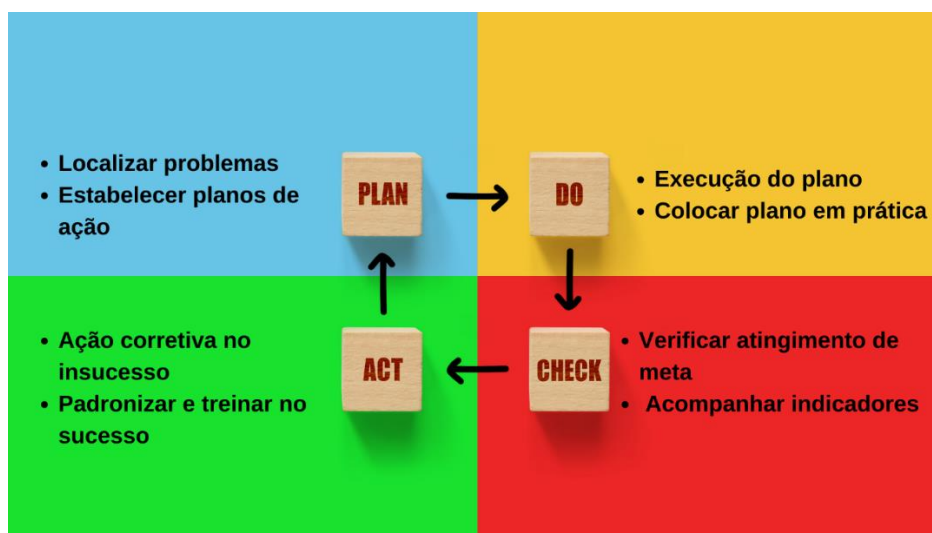 • Localizar problemas
• Estabelecer planos de
ação
PLAN
DO
• Execução do plano
• Colocar plano em prática
• Ação corretiva no
insucesso
• Padronizar e treinar no
sucesso
ACT
CHECK
• Verificar atingimento de
meta
• Acompanhar indicadores